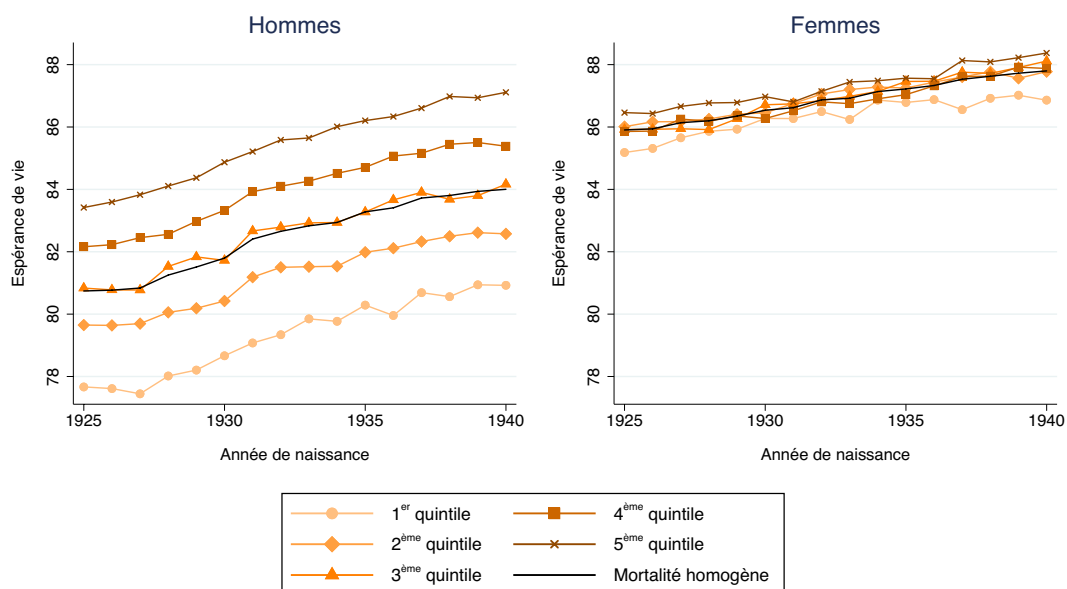 Hommes
Espérance de vie
88
86
84
82
80
78
1925 1930 1935 1940
Année de naissance
Femmes
Espérance de vie
88
86
84
82
80
78
1925 1930 1935 1940
Année de naissance
1er quintile
4ème quintile
2ème quintile
5ème quintile
3ème quintile
Mortalité homogène